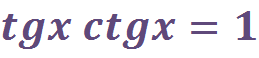 tgx ctgx = 1